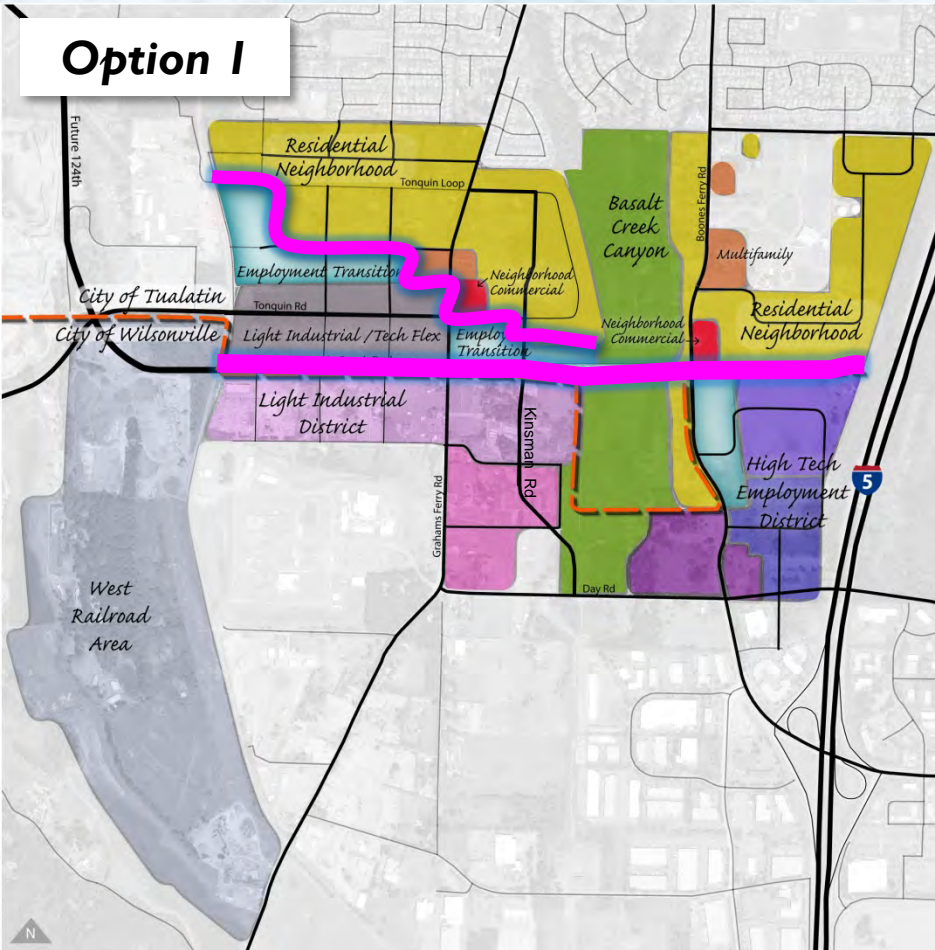 Option 1
Future 124th
Residential
Neighborhood
Tonquin Loop
Basalt
Creek
Canyon
Boones Ferry Rd
Multifamily
Employment Transition
Neighborhood
Commercial
City of Tualatin
Tonquin Rd
Residential
Neighborhood
City of Wilsonville
Light Industrial /Tech Flex
Employ
Transition
Neighborhood
Commercial
Light Industrial
District
Kinsman Rd
High Tech
Employment
District
5
Grahams Ferry Rd
West
Railroad
Area
Day Rd
N